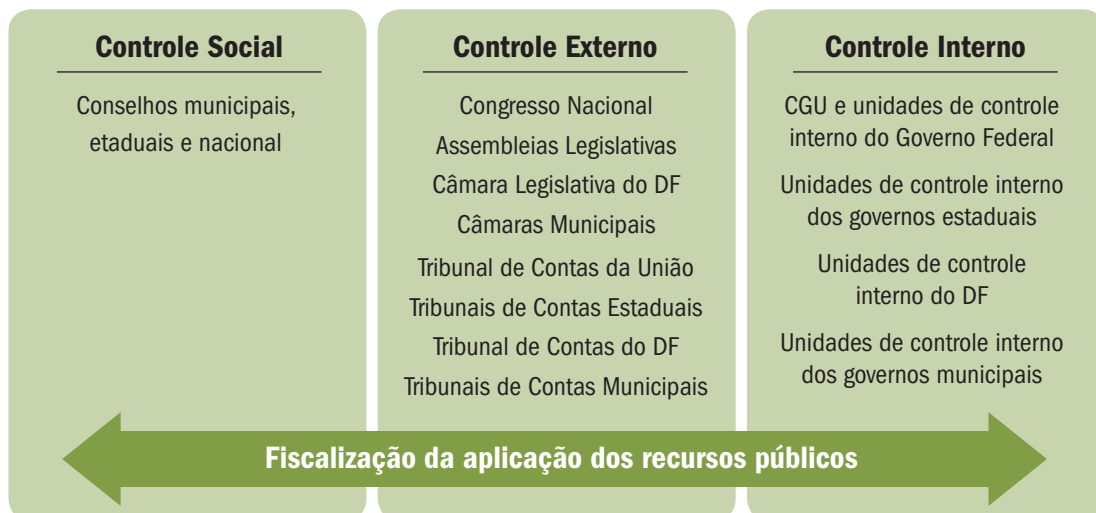 Controle Social
Conselhos municipais,
etaduais e nacional
Controle Externo
Congresso Nacional
Assembleias Legislativas
Câmara Legislativa do DF
Câmaras Municipais
Tribunal de Contas da União
Tribunais de Contas Estaduais
Tribunal de Contas do DF
Tribunais de Contas Municipais
Controle Interno
CGU e unidades de controle
interno do Governo Federal
Unidades de controle interno
dos governos estaduais
Unidades de controle
interno do DF
Unidades de controle interno
dos governos municipais
Fiscalização da aplicação dos recursos públicos